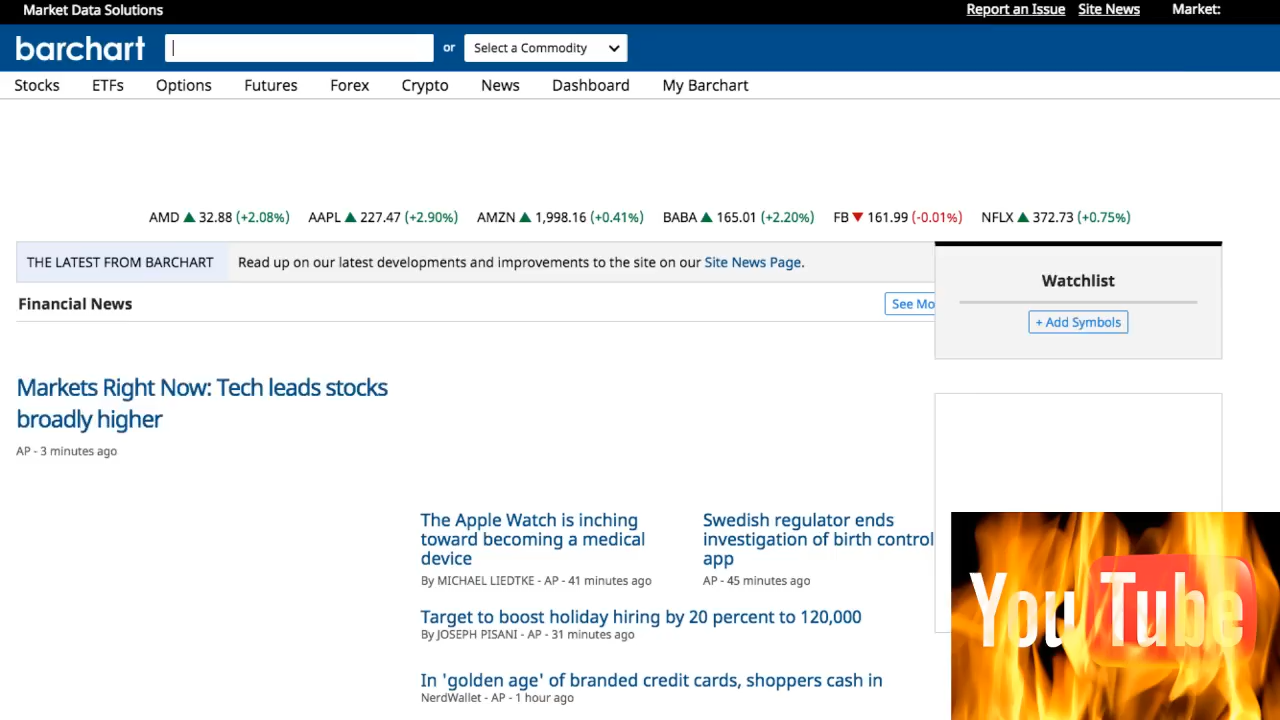 Market Data Solutions
Report an Issue Site News Market:
barchart or Select a Commodity
Stocks ETFs Options Futures Forex Crypto News Dashboard My Barchart
AMD 32.88 (+2.08%) AAPL 227.47 (+2.90%) AMZN 1,998.16 (+0.41%) BABA 165.01 (+2.20%) FB 161.99 (-0.01%) NFLX 372.73 (+0.75%)
THE LATEST FROM BARCHART Read up on our latest developments and improvements to the site on our Site News Page.
Watchlist
+ Add Symbols
Financial News See Mo
Markets Right Now: Tech leads stocks
broadly higher
AP - 3 minutes ago
The Apple Watch is inching
toward becoming a medical
device
By MICHAEL LIEDTKE - AP - 41 minutes ago
Swedish regulator ends
investigation of birth control
app
AP - 45 minutes ago
Target to boost holiday hiring by 20 percent to 120,000
By JOSEPH PISANI - AP - 31 minutes ago
In 'golden age' of branded credit cards, shoppers cash in
NerdWallet - AP - 1 hour ago
You Tube